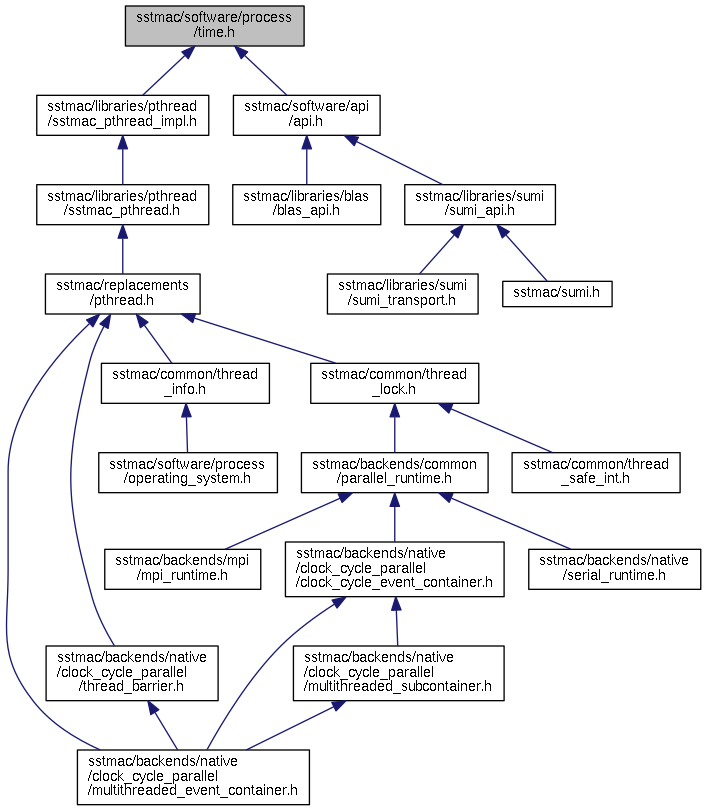 sstmac/software/process
/time.h
sstmac/libraries/pthread
/sstmac_pthread_impl.h
sstmac/software/api
/api.h
sstmac/libraries/pthread
/sstmac_pthread.h
sstmac/libraries/blas
/blas_api.h
sstmac/libraries/sumi
/sumi_api.h
sstmac/replacements
/pthread.h
sstmac/libraries/sumi
/sumi_transport.h
sstmac/sumi.h
sstmac/common/thread
_info.h
sstmac/common/thread
_lock.h
sstmac/software/process
/operating_system.h
sstmac/backends/common
/parallel_runtime.h
sstmac/common/thread
_safe_int.h
sstmac/backends/mpi
/mpi_runtime.h
sstmac/backends/native
/clock_cycle_parallel
/clock_cycle_event_container.h
sstmac/backends/native
/serial_runtime.h
sstmac/backends/native
/clock_cycle_parallel
/thread_barrier.h
sstmac/backends/native
/clock_cycle_parallel
/multithreaded_subcontainer.h
sstmac/backends/native
/clock_cycle_parallel
/multithreaded_event_container.h